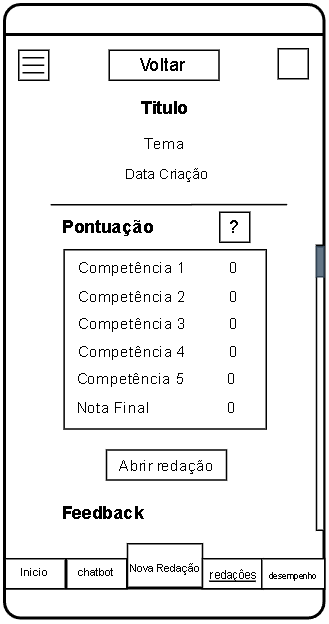 Voltar
Titulo
Tema
Data Criação
Pontuação ?
Competência 1 0
Competência 2 0
Competência 3 0
Competência 4 0
Competência 5 0
Nota Final 0
Abrir redação
Feedback
Inicio chatbot Nova Redação redações desempenho